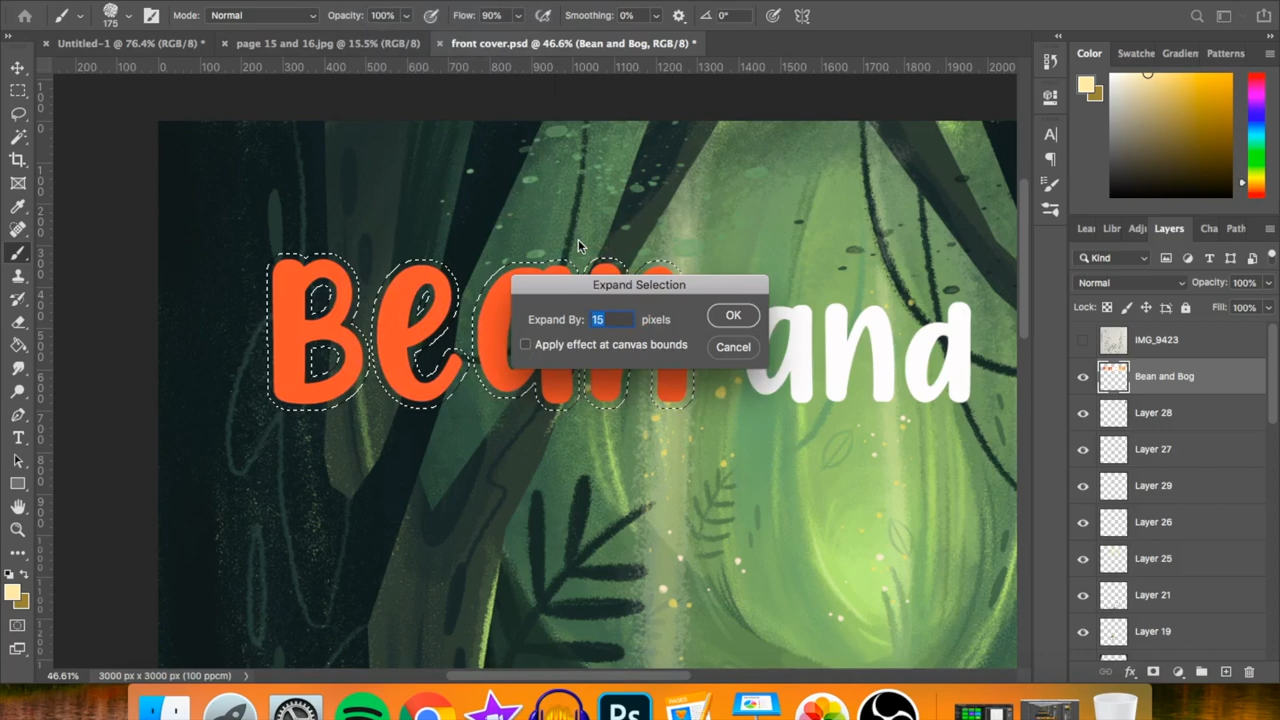 175
Mode: Normal Opacity: 100% Flow: 90% Smoothing: 0% 0°
Untitled-1 @ 76.4% (RGB/8) *
page 15 and 16.jpg @ 15.5% (RGB/8)
front cover.psd @ 46.6% (Bean and Bog, RGB/8) *
200 100 0 100 200 300 400 500 600 700 800 900 1000 1100 1200 1300 1400 1500 1600 1700 1800 1900 2000
Color Swatche Gradien Patterns
Bean and
Expand Selection
Expand By: 15 pixels
OK
Apply effect at canvas bounds
Cancel
Lear Libr Adj Layers Cha Path
Kind
Normal Opacity: 100%
Lock: Fill: 100%
IMG_9423
Bean and Bog
Layer 28
Layer 27
Layer 29
Layer 26
Layer 25
Layer 21
Layer 19
fx
46.61% 3000 px x 3000 px (100 ppcm)
Ps
PAGES